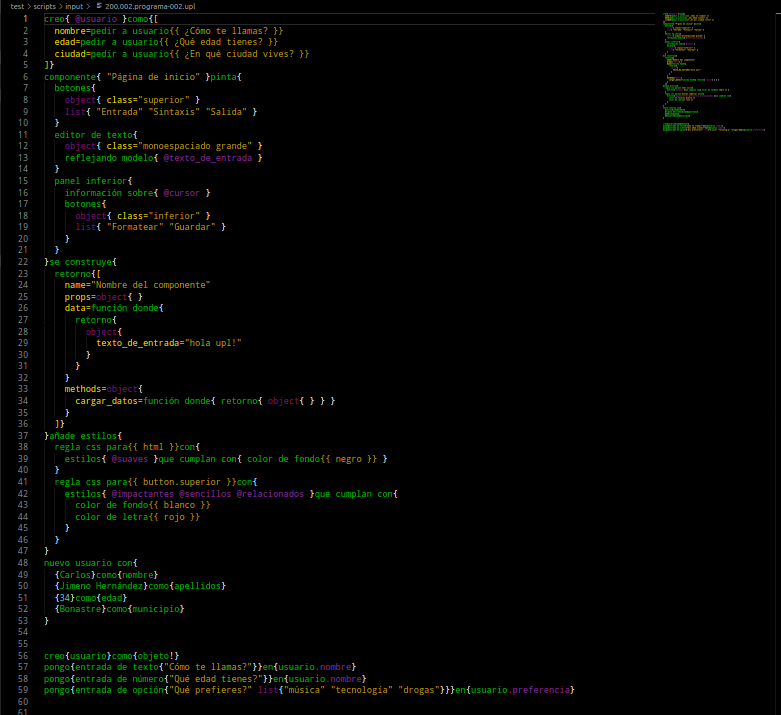 test > scripts > input > 200.002.programa-002.upl
1 creo{ @usuario }como{[
2   nombre=pedir a usuario{{ ¿Cómo te llamas? }}
3   edad=pedir a usuario{{ ¿Qué edad tienes? }}
4   ciudad=pedir a usuario{{ ¿En qué ciudad vives? }}
5 ]}
6 componente{ "Página de inicio" }pinta{
7   botones{
8     object{ class="superior" }
9     list{ "Entrada" "Sintaxis" "Salida" }
10   }
11   editor de texto{
12     object{ class="monoespaciado grande" }
13     reflejando modelo{ @texto_de_entrada }
14   }
15   panel inferior{
16     información sobre{ @cursor }
17     botones{
18       object{ class="inferior" }
19       list{ "Formatear" "Guardar" }
20     }
21   }
22 }se construye{
23   retorno{[
24     name="Nombre del componente"
25     props=object{ }
26     data=función donde{
27       retorno{
28         object{
29           texto_de_entrada="hola upl!"
30         }
31       }
32     }
33     methods=object{
34       cargar_datos=función donde{ retorno{ object{ } } }
35     }
36   ]}
37 }añade estilos{
38   regla css para{{ html }}con{
39     estilos{ @suaves }que cumplan con{ color de fondo{{ negro }} }
40   }
41   regla css para{{ button.superior }}con{
42     estilos{ @impactantes @sencillos @relacionados }que cumplan con{
43       color de fondo{{ blanco }}
44       color de letra{{ rojo }}
45     }
46   }
47 }
48 nuevo usuario con{
49   {Carlos}como{nombre}
50   {Jimeno Hernández}como{apellidos}
51   {34}como{edad}
52   {Bonastre}como{municipio}
53 }
54
55
56 creo{usuario}como{objeto!}
57 pongo{entrada de texto{"Cómo te llamas?"}}en{usuario.nombre}
58 pongo{entrada de número{"Qué edad tienes?"}}en{usuario.nombre}
59 pongo{entrada de opción{"Qué prefieres?" list{"música" "tecnología" "drogas"}}}en{usuario.preferencia}
60
61